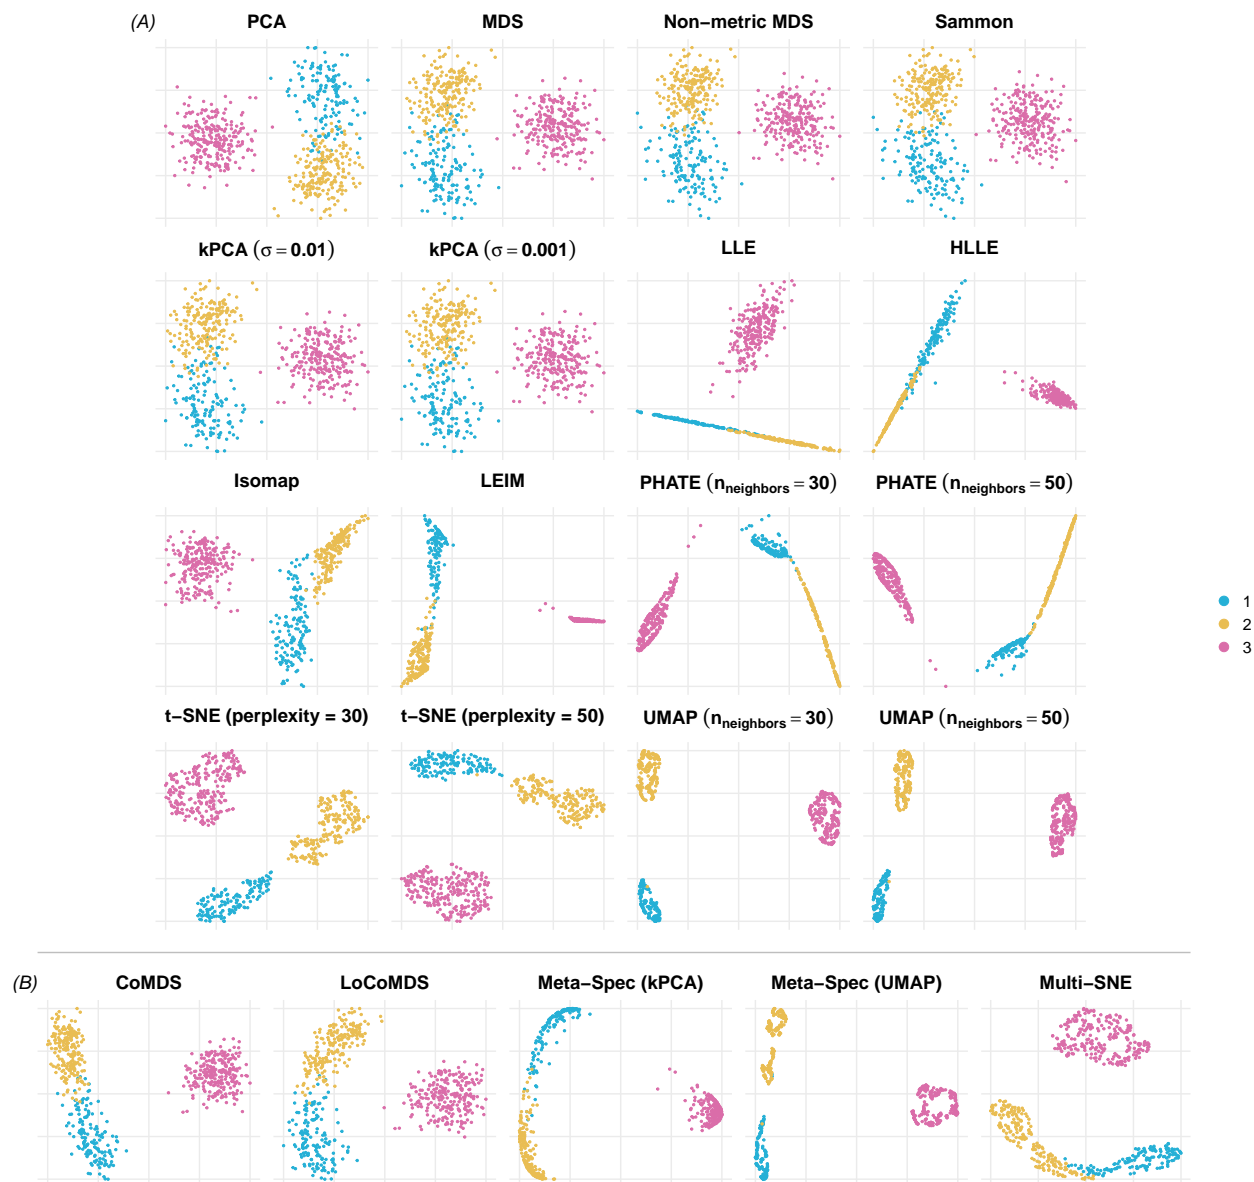 (A)
PCA
MDS
Non−metric MDS
Sammon
kPCA (σ = 0.01)
kPCA (σ = 0.001)
LLE
HLLE
Isomap
LEIM
PHATE (nneighbors = 30)
PHATE (nneighbors = 50)
1
2
3
t−SNE (perplexity = 30)
t−SNE (perplexity = 50)
UMAP (nneighbors = 30)
UMAP (nneighbors = 50)
(B)
CoMDS
LoCoMDS
Meta−Spec (kPCA)
Meta−Spec (UMAP)
Multi−SNE